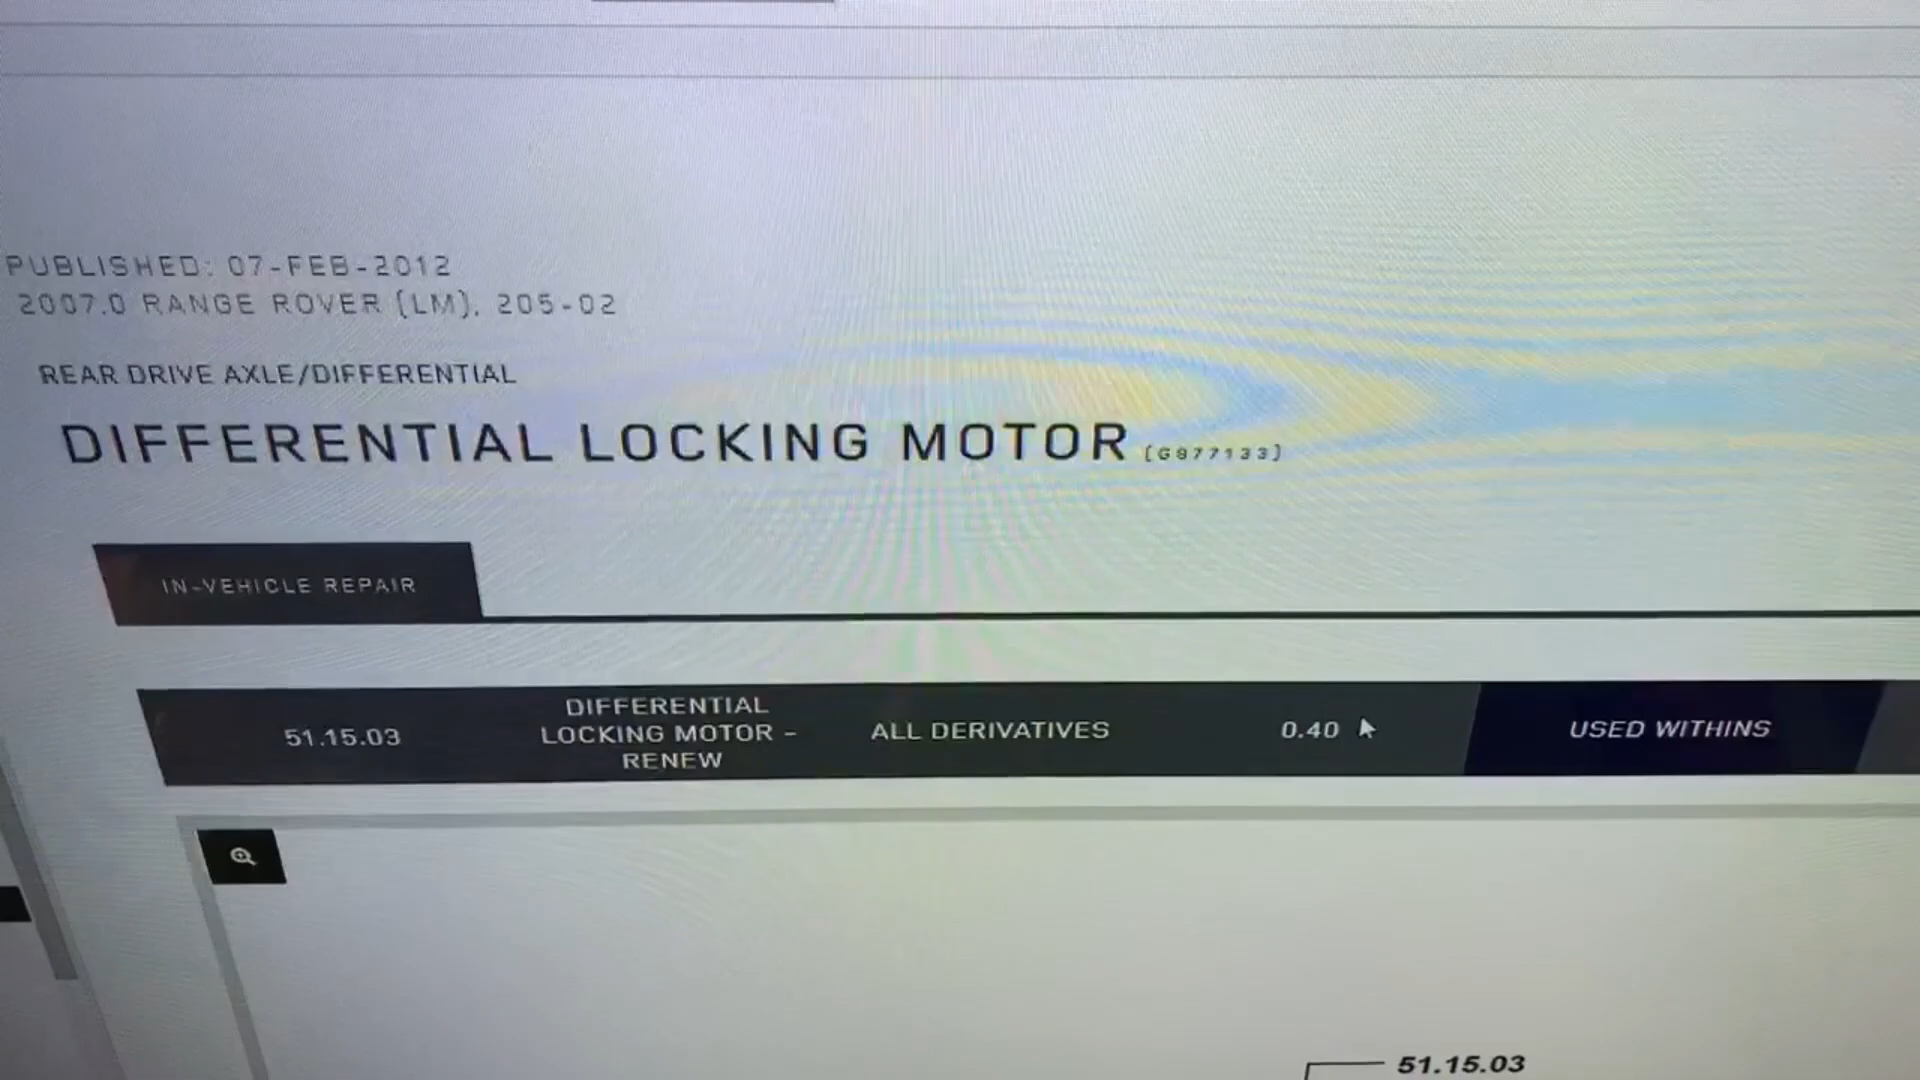 PUBLISHED: 07-FEB-2012
2007.0 RANGE ROVER (LM), 205-02
REAR DRIVE AXLE/DIFFERENTIAL
DIFFERENTIAL LOCKING MOTOR (G877133)
IN-VEHICLE REPAIR
51.15.03
DIFFERENTIAL
LOCKING MOTOR -
RENEW
ALL DERIVATIVES
0.40
USED WITHINS
51.15.03